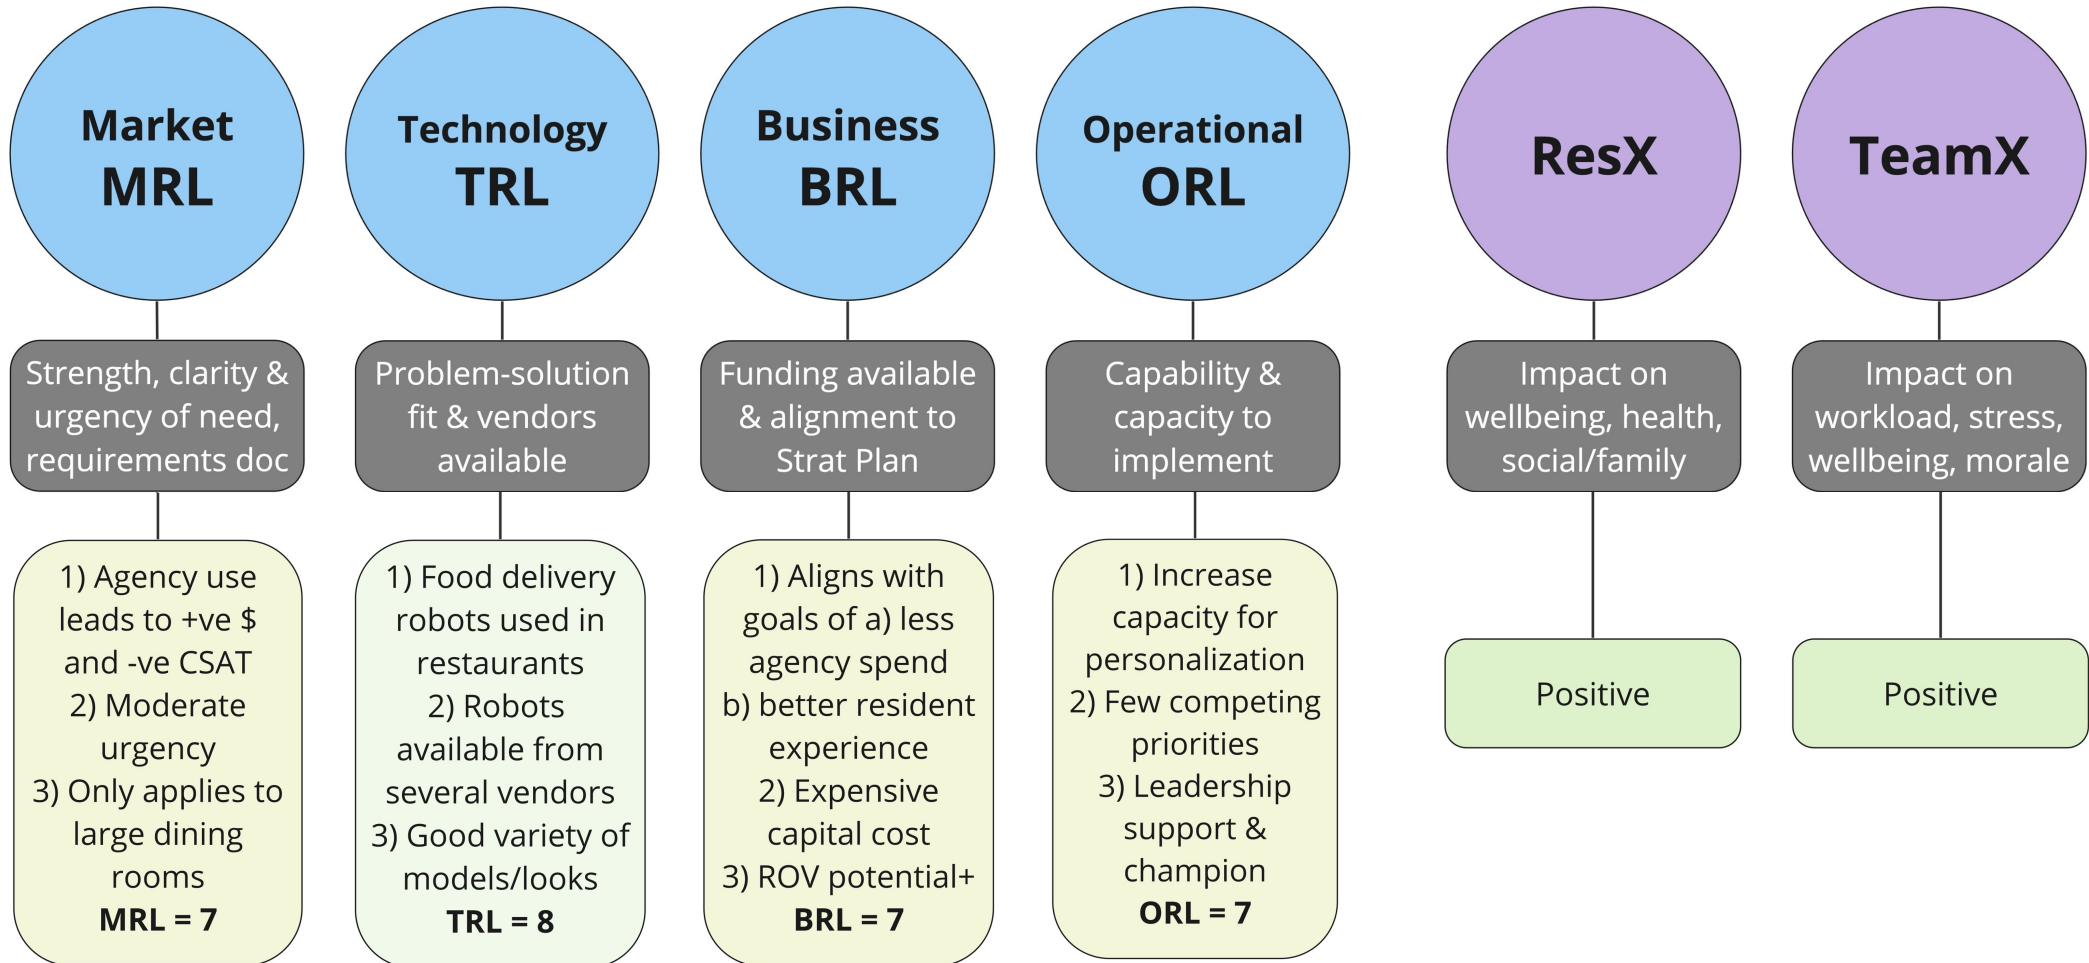 Market
MRL
Strength, clarity &
urgency of need,
requirements doc
1) Agency use
leads to +ve $
and -ve CSAT
2) Moderate
urgency
3) Only applies to
large dining
rooms
MRL = 7
Technology
TRL
Problem-solution
fit & vendors
available
1) Food delivery
robots used in
restaurants
2) Robots
available from
several vendors
3) Good variety of
models/looks
TRL = 8
Business
BRL
Funding available
& alignment to
Strat Plan
1) Aligns with
goals of a) less
agency spend
b) better resident
experience
2) Expensive
capital cost
3) ROV potential+
BRL = 7
Operational
ORL
Capability &
capacity to
implement
1) Increase
capacity for
personalization
2) Few competing
priorities
3) Leadership
support &
champion
ORL = 7
ResX
Impact on
wellbeing, health,
social/family
Positive
TeamX
Impact on
workload, stress,
wellbeing, morale
Positive